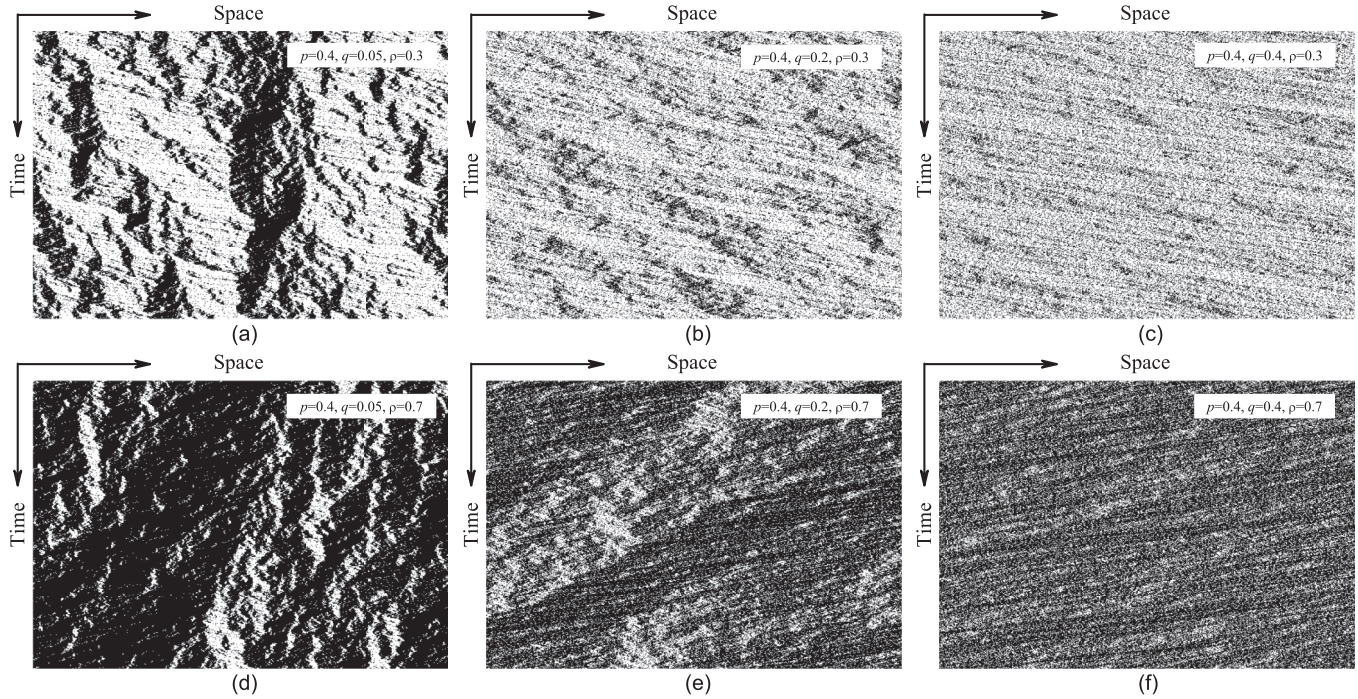 Space
Space
Space
p=0.4, q=0.05, ρ=0.3
p=0.4, q=0.2, ρ=0.3
p=0.4, q=0.4, ρ=0.3
Time
Time
Time
(a)
(b)
(c)
Space
Space
Space
p=0.4, q=0.05, ρ=0.7
p=0.4, q=0.2, ρ=0.7
p=0.4, q=0.4, ρ=0.7
Time
Time
Time
(d)
(e)
(f)